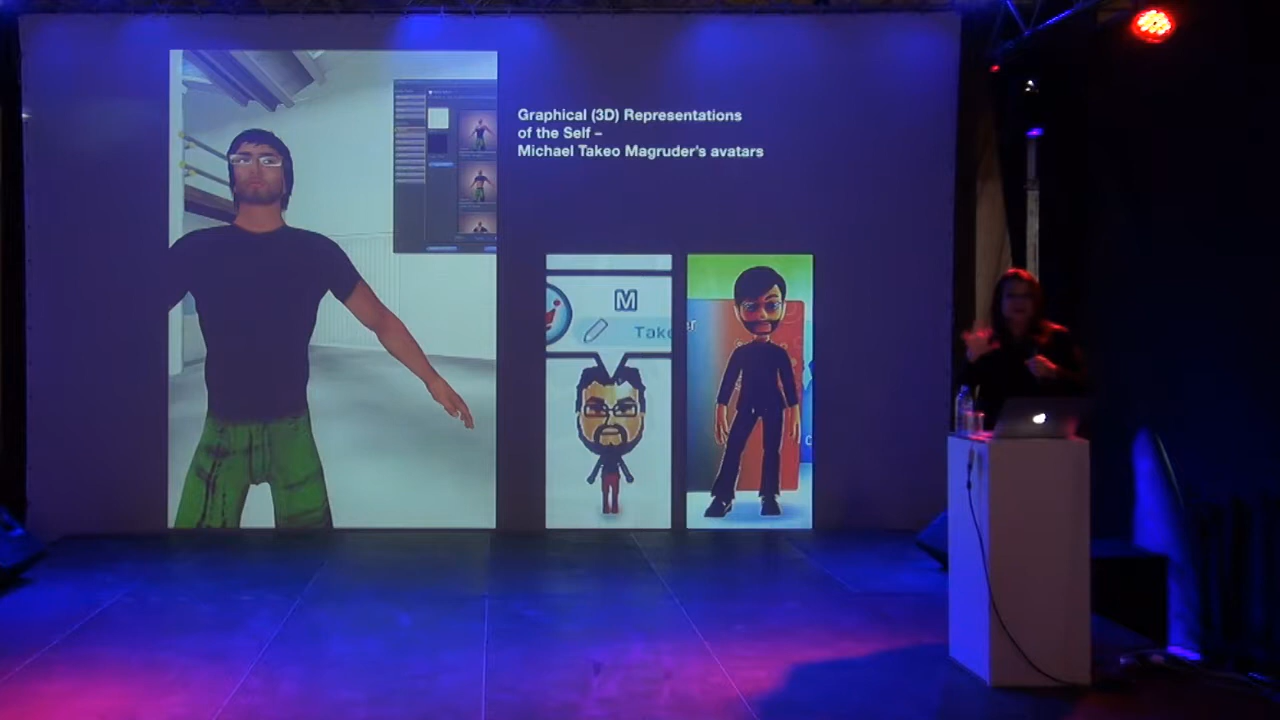 Graphical (3D) Representations
of the Self –
Michael Takeo Magruder's avatars
M
Take